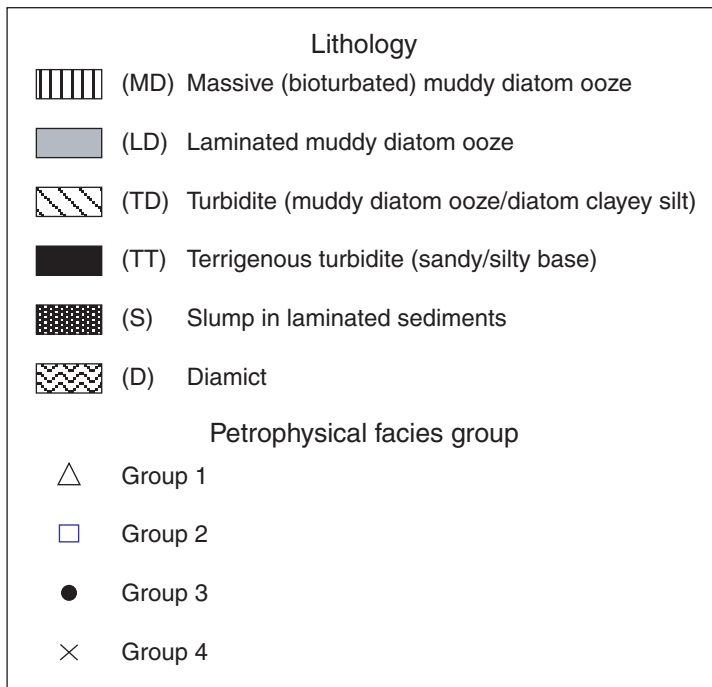 Lithology
(MD) Massive (bioturbated) muddy diatom ooze
(LD) Laminated muddy diatom ooze
(TD) Turbidite (muddy diatom ooze/diatom clayey silt)
(TT) Terrigenous turbidite (sandy/silty base)
(S) Slump in laminated sediments
(D) Diamict
Petrophysical facies group
Group 1
Group 2
Group 3
Group 4